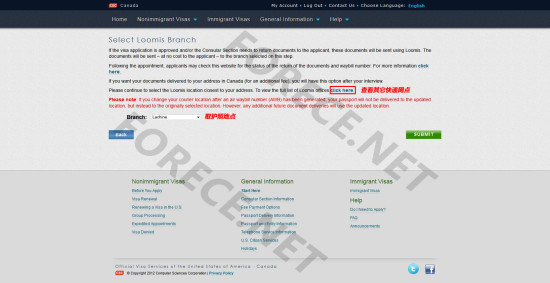 CSC Canada
My Account • Log Out • Contact Us • Choose Language: English
Home Nonimmigrant Visas Immigrant Visas General Information Help
Select Loomis Branch
If the visa application is approved and/or the Consular Section needs to return documents to the applicant, these documents will be sent using Loomis. The
documents will be sent – at no cost to the applicant – to the branch selected on this step.
Following the appointment, applicants may check this website for the status of the return of the documents and waybill number. For more information click
here.
If you want your documents delivered to your address in Canada (for an additional fee), you will have this option after your interview.
Please continue to select the Loomis location closest to your address. To view the full list of Loomis offices click here. 查看其它快递网点
Please note: If you change your courier location after an air waybill number (AWB) has been generated, your passport will not be delivered to the updated
location, but instead to the originally selected location. However, any additional future document deliveries will use the updated location.
Branch: Lachine 取护照地点
Back
SUBMIT
Nonimmigrant Visas
Before You Apply
Visa Renewal
Renewing a Visa in the U.S.
Group Processing
Expedited Appointments
Visa Denied
General Information
Start Here
Consular Section Information
Fee Payment Options
Passport Delivery Information
Passport and Entry Information
Telephone Service Information
U.S. Citizen Services
Holidays
Immigrant Visas
Immigrant Visas
Help
Do I Need to Apply?
FAQ
Announcements
Official Visa Services of the United States of America - Canada
CSC © Copyright 2012 Computer Sciences Corporation | Privacy Policy
FORECE.NET
FORECE.NET